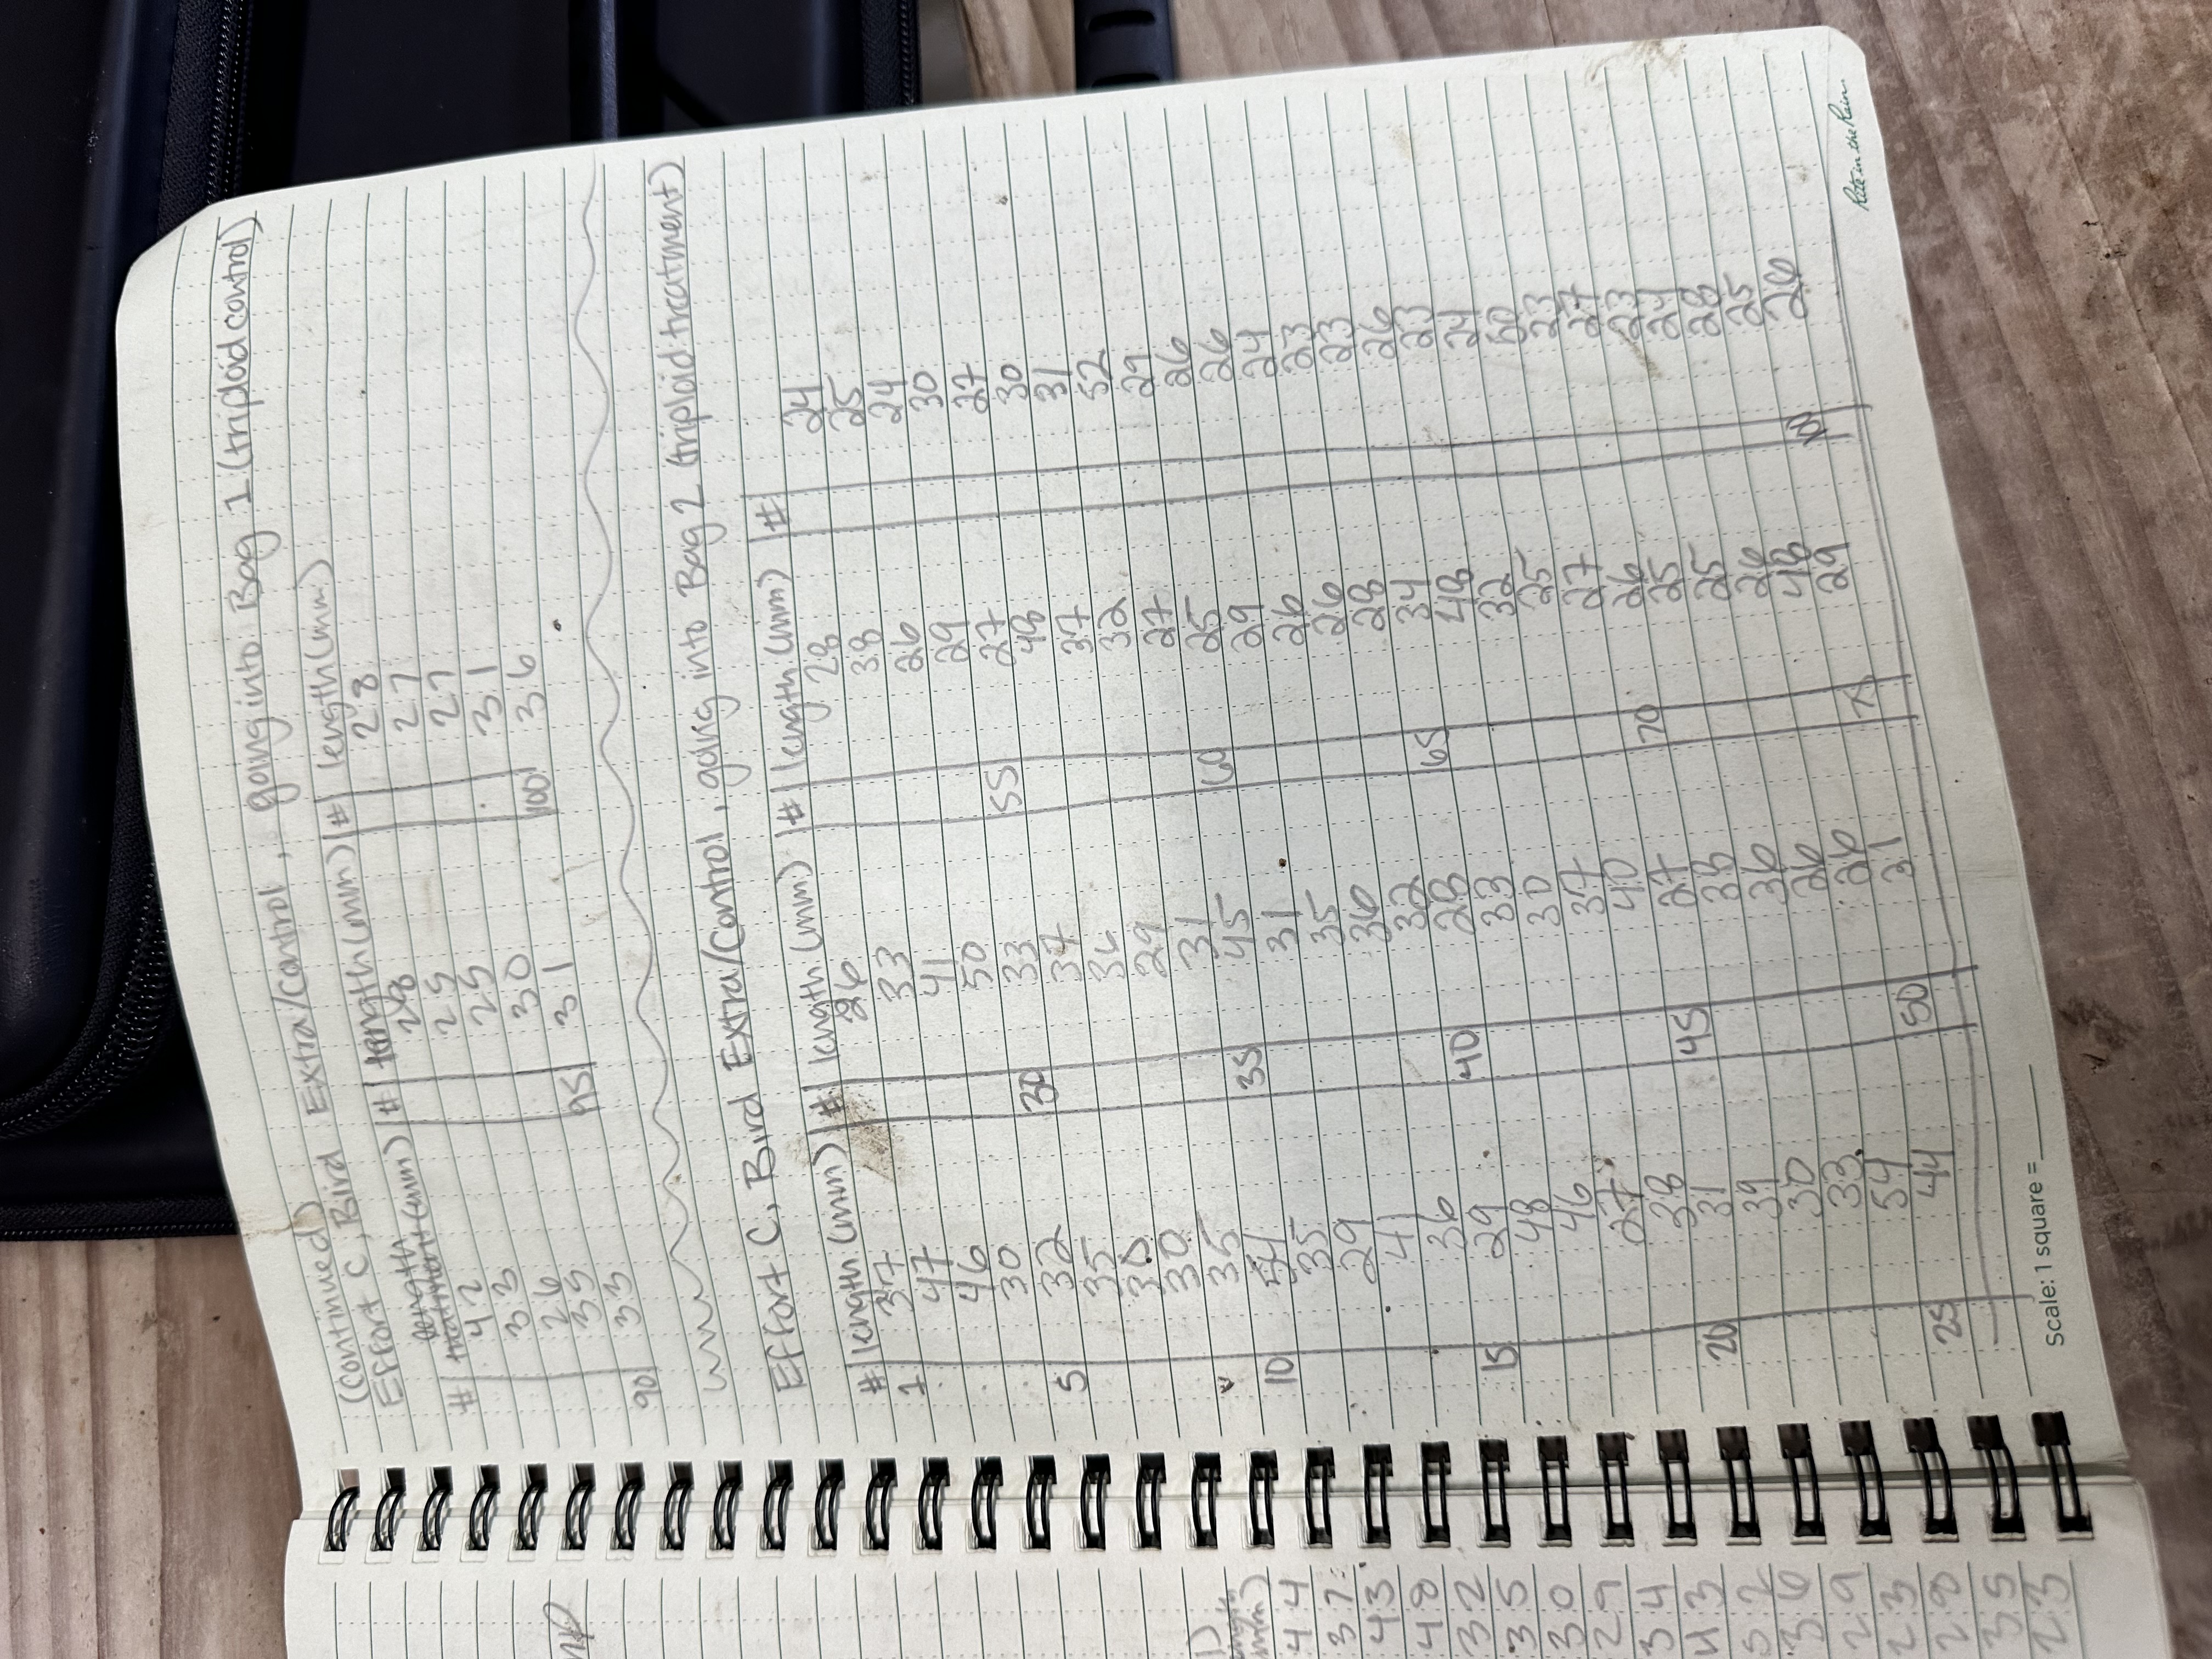 D
length
(mm)
44
37
43
48
32
35
30
29
34
43
52
36
29
23
28
35
23
(continued)
Effort C, Bird Extra/Control, going into Bag 1 (triploid control)
# length treatment (mm) # length (mm) # length (mm)
42 28 28
33 25 27
26 25 27
35 30 31
90 33 95 31 100 36
Effort C, Bird Extra/Control, going into Bag 2 (triploid treatment)
# length (mm) # length (mm) # length (mm) #
1 37 26 28 24
47 33 38 25
46 41 26 24
30 50 29 30
5 32 30 33 55 27 27
35 37 48 30
30 36 37 31
30 29 32 52
35 31 27 29
10 54 35 45 60 25 26
35 31 29 26
29 35 26 24
41 36 26 23
36 32 28 23
15 29 40 28 65 34 26
48 33 48 23
46 30 32 24
27 37 25 50
28 40 27 23
20 31 45 27 70 26 27
39 38 25 23
30 36 25 24
33 26 26 28
54 26 48 25
25 44 50 31 75 29 100 26
Scale: 1 square =
Rite in the Rain